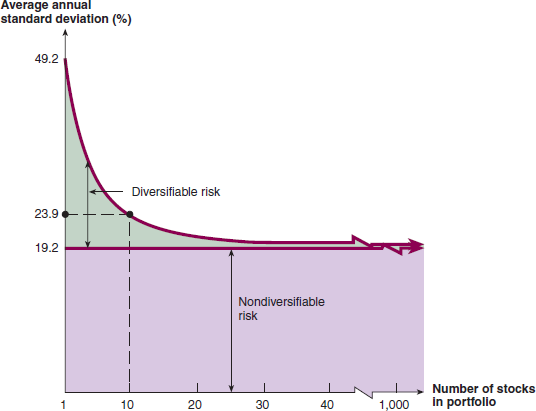 Average annual
standard deviation (%)
49.2
Diversifiable risk
23.9
19.2
Nondiversifiable
risk
1
10
20
30
40
1,000
Number of stocks
in portfolio